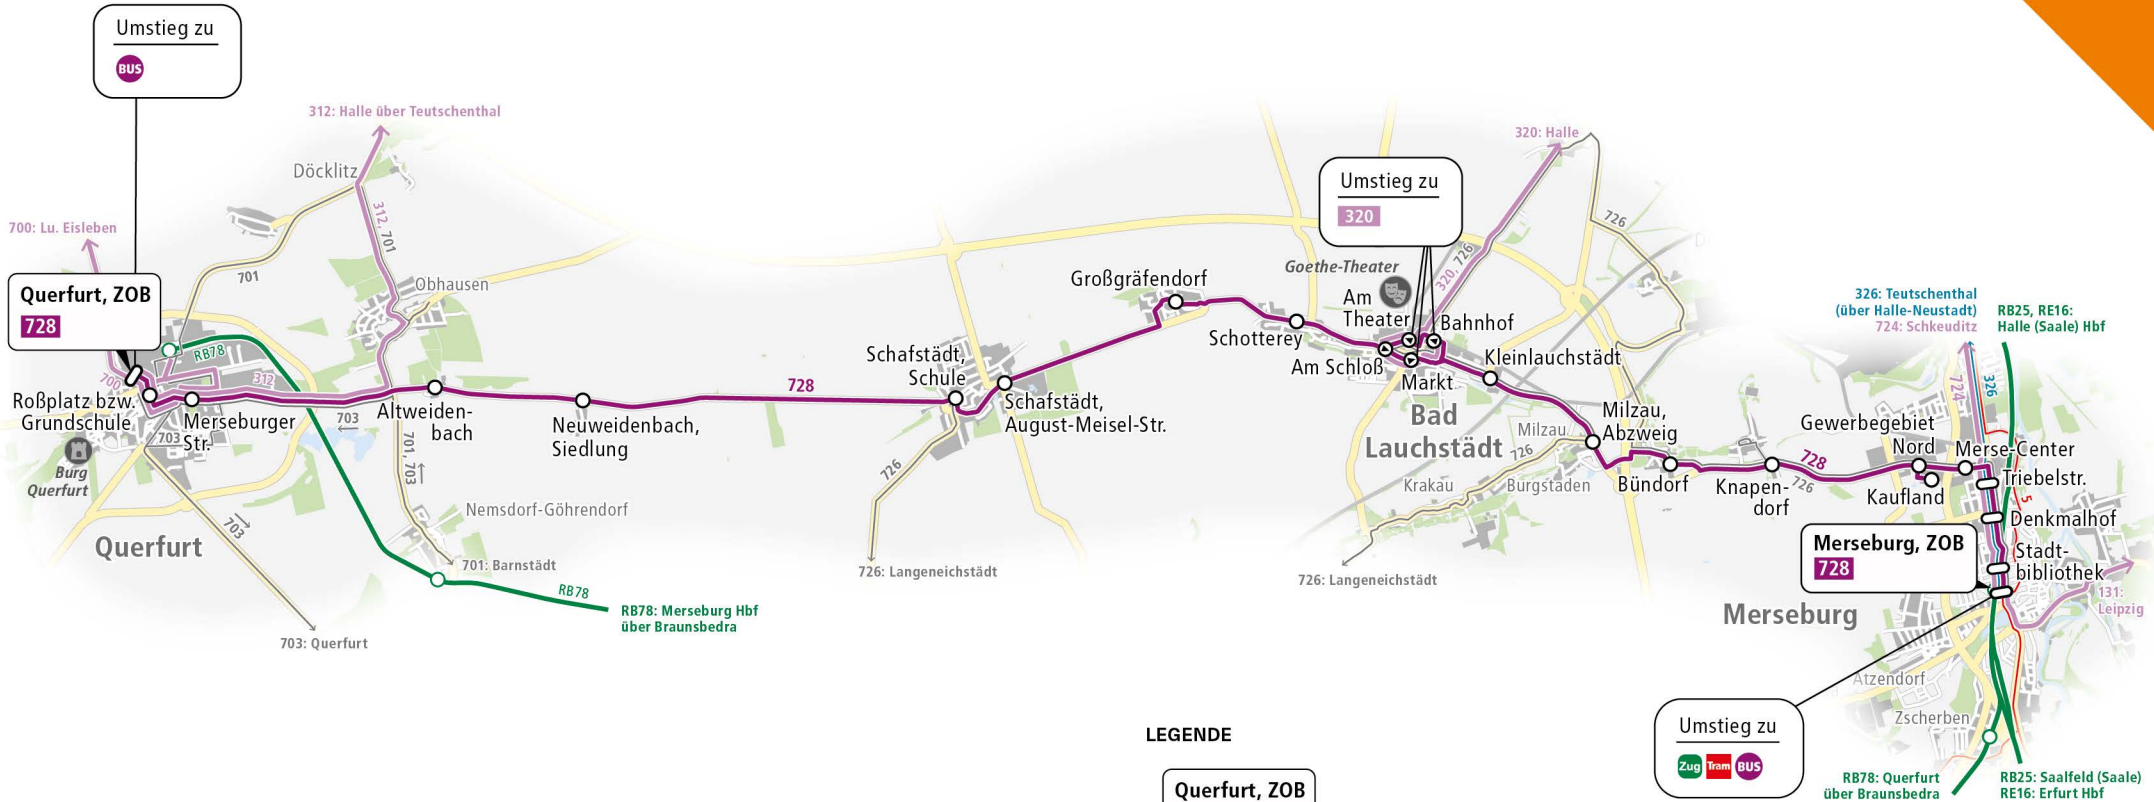 Umstieg zu
BUS
312: Halle über Teutschenthal
Döcklitz
312, 701
700: Lu. Eisleben
701
Obhausen
Querfurt, ZOB
728
RB78
700
312
Roßplatz bzw.
Grundschule
Merseburger
Str.
703
703
Burg
Querfurt
Altweiden-
bach
701, 703
Neuweidenbach,
Siedlung
728
Nemsdorf-Göhrendorf
703
Querfurt
701: Barnstädt
RB78
RB78: Merseburg Hbf
über Braunsbedra
703: Querfurt
Schafstädt,
Schule
Schafstädt,
August-Meisel-Str.
726
726: Langeneichstädt
Großgräfendorf
Schotterey
Umstieg zu
320
320: Halle
726
320, 726
Goethe-Theater
Am
Theater
Bahnhof
Am Schloß
Markt
Kleinlauchstädt
Bad
Lauchstädt
Milzau,
Abzweig
Milzau
726
Krakau
Burgstaden
Bündorf
726: Langeneichstädt
Knapen-
dorf
728
726
Gewerbegebiet
Nord
Kaufland
Merse-Center
Triebelstr.
5
Denkmalhof
Stadt-
bibliothek
326: Teutschenthal
(über Halle-Neustadt)
724: Schkeuditz
RB25, RE16:
Halle (Saale) Hbf
724
326
Merseburg, ZOB
728
Merseburg
131:
Leipzig
Atzendorf
Zscherben
Umstieg zu
Zug Tram BUS
RB78: Querfurt
über Braunsbedra
RB25: Saalfeld (Saale)
RE16: Erfurt Hbf
LEGENDE
Querfurt, ZOB